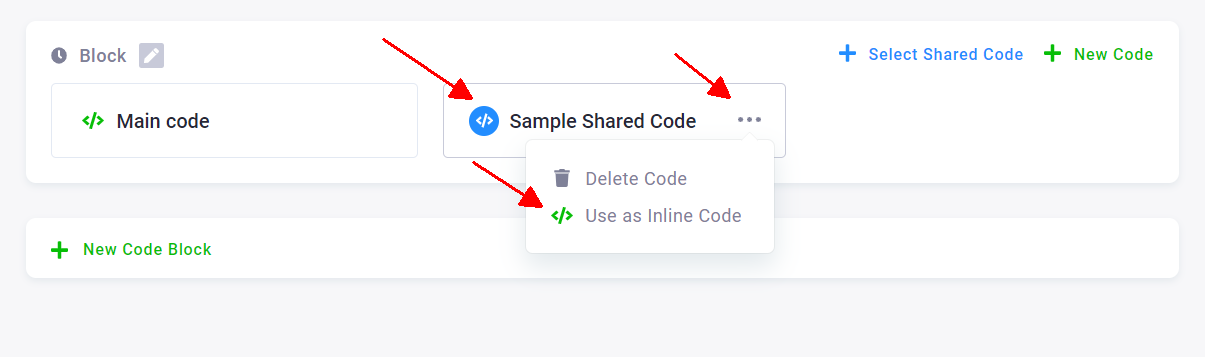 Block
Select Shared Code
New Code
Main code
Sample Shared Code
Delete Code
Use as Inline Code
New Code Block